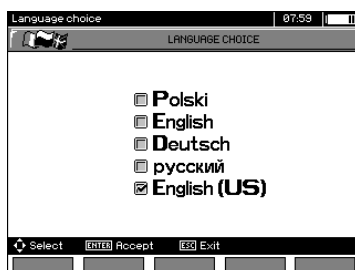 Language choice 07:59
LANGUAGE CHOICE
Polski
English
Deutsch
русский
English (US)
Select ENTER Accept ESC Exit